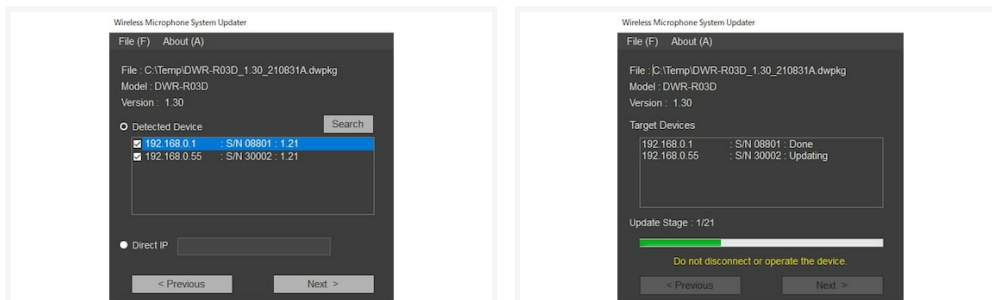 Wireless Microphone System Updater
File (F) About (A)
File : C:\Temp\DWR-R03D_1.30_210831A.dwpkg
Model : DWR-R03D
Version : 1.30
Detected Device
Search
192.168.0.1 : S/N 08801 : 1.21
192.168.0.55 : S/N 30002 : 1.21
Direct IP
< Previous Next >
Wireless Microphone System Updater
File (F) About (A)
File : C:\Temp\DWR-R03D_1.30_210831A.dwpkg
Model : DWR-R03D
Version : 1.30
Target Devices
192.168.0.1 : S/N 08801 : Done
192.168.0.55 : S/N 30002 : Updating
Update Stage : 1/21
Do not disconnect or operate the device.
< Previous Next >